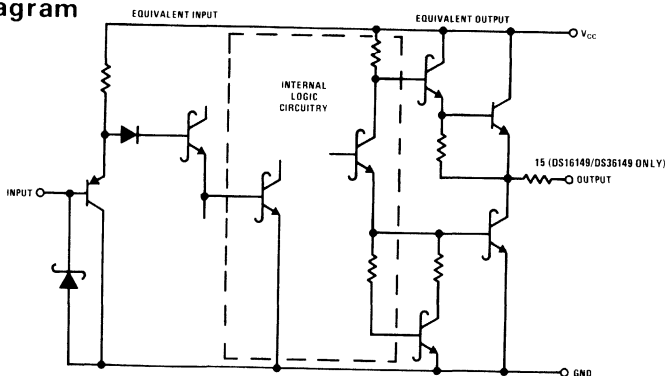 agram
EQUIVALENT INPUT
EQUIVALENT OUTPUT
VCC
INTERNAL
LOGIC
CIRCUITRY
15 (DS16149/DS36149 ONLY)
INPUT
OUTPUT
GND